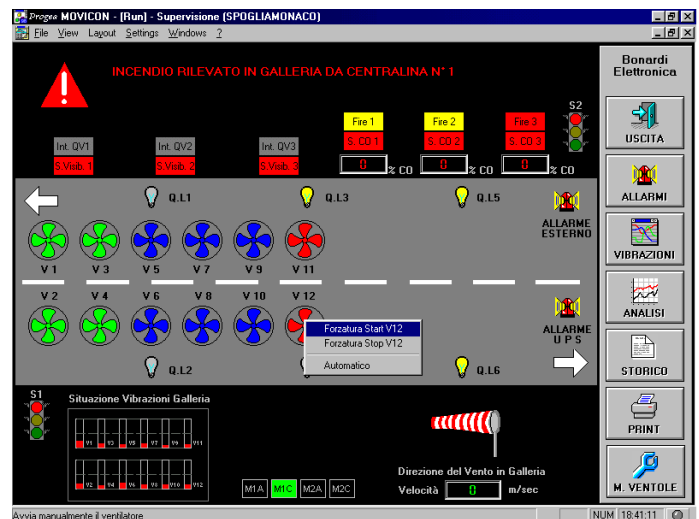 Progea MOVICON - [Run] - Supervisione (SPOGLIAMONACO)
File View Layout Settings Windows ?
INCENDIO RILEVATO IN GALLERIA DA CENTRALINA N° 1
Bonardi
Elettronica
S2
Fire 1 Fire 2 Fire 3
Int. QV1 Int. QV2 Int. QV3 S. CO 1 S. CO 2 S. CO 3
S.Visib. 1 S.Visib. 2 S.Visib. 3 0 % CO 0 % CO 0 % CO
USCITA
Q.L1 Q.L3 Q.L5
ALLARMI
ALLARME
ESTERNO
VIBRAZIONI
V 1 V 3 V 5 V 7 V 9 V 11
V 2 V 4 V 6 V 8 V 10 V 12
ANALISI
Forzatura Start V12
Forzatura Stop V12
Automatico
ALLARME
U P S
Q.L2 Q.L6
STORICO
S1
Situazione Vibrazioni Galleria
V1 V3 V5 V7 V9 V11
PRINT
V2 V4 V6 V8 V10 V12
M1A M1C M2A M2C
Direzione del Vento in Galleria
Velocità 0 m/sec
M. VENTOLE
Avvia manualmente il ventilatore NUM 18:41:11